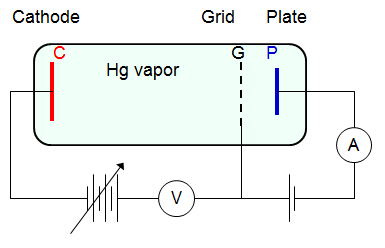 Cathode Grid Plate
C G P
Hg vapor
A
V